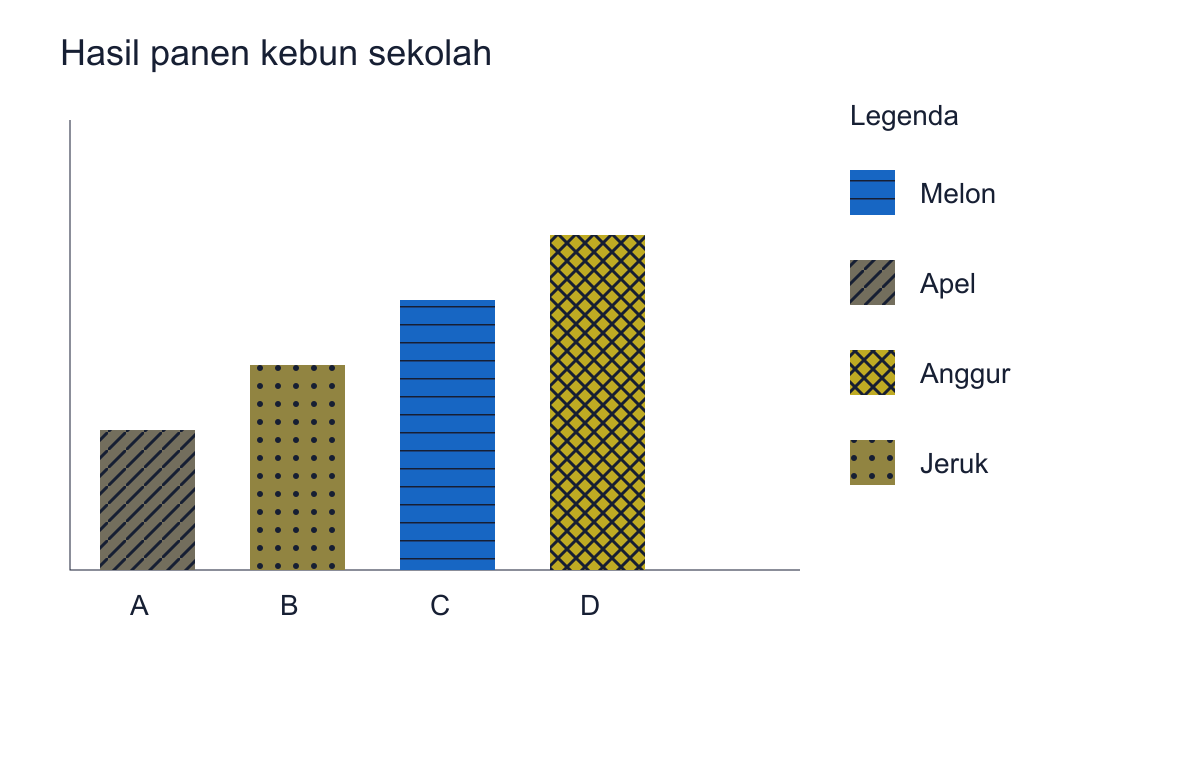 Hasil panen kebun sekolah
Legenda
Melon
Apel
Anggur
Jeruk
A B C D